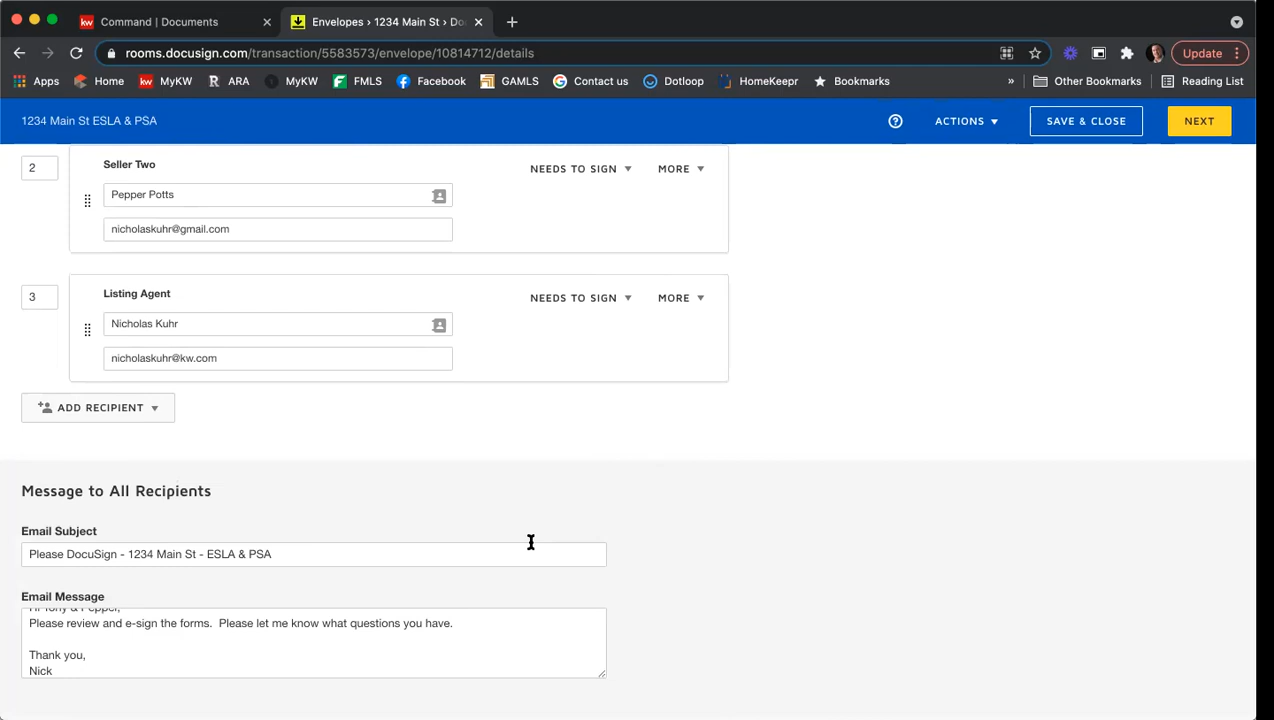 Command | Documents
Envelopes › 1234 Main St › Do
rooms.docusign.com/transaction/5583573/envelope/10814712/details
Update
Apps
Home
MyKW
ARA
MyKW
FMLS
Facebook
GAMLS
Contact us
Dotloop
HomeKeepr
Bookmarks
»
Other Bookmarks
Reading List
1234 Main St ESLA & PSA
ACTIONS
SAVE & CLOSE
NEXT
2
Seller Two
NEEDS TO SIGN
MORE
Pepper Potts
nicholaskuhr@gmail.com
3
Listing Agent
NEEDS TO SIGN
MORE
Nicholas Kuhr
nicholaskuhr@kw.com
ADD RECIPIENT
Message to All Recipients
Email Subject
Please DocuSign - 1234 Main St - ESLA & PSA
Email Message
Hi Tony & Pepper,
Please review and e-sign the forms.  Please let me know what questions you have.
Thank you,
Nick